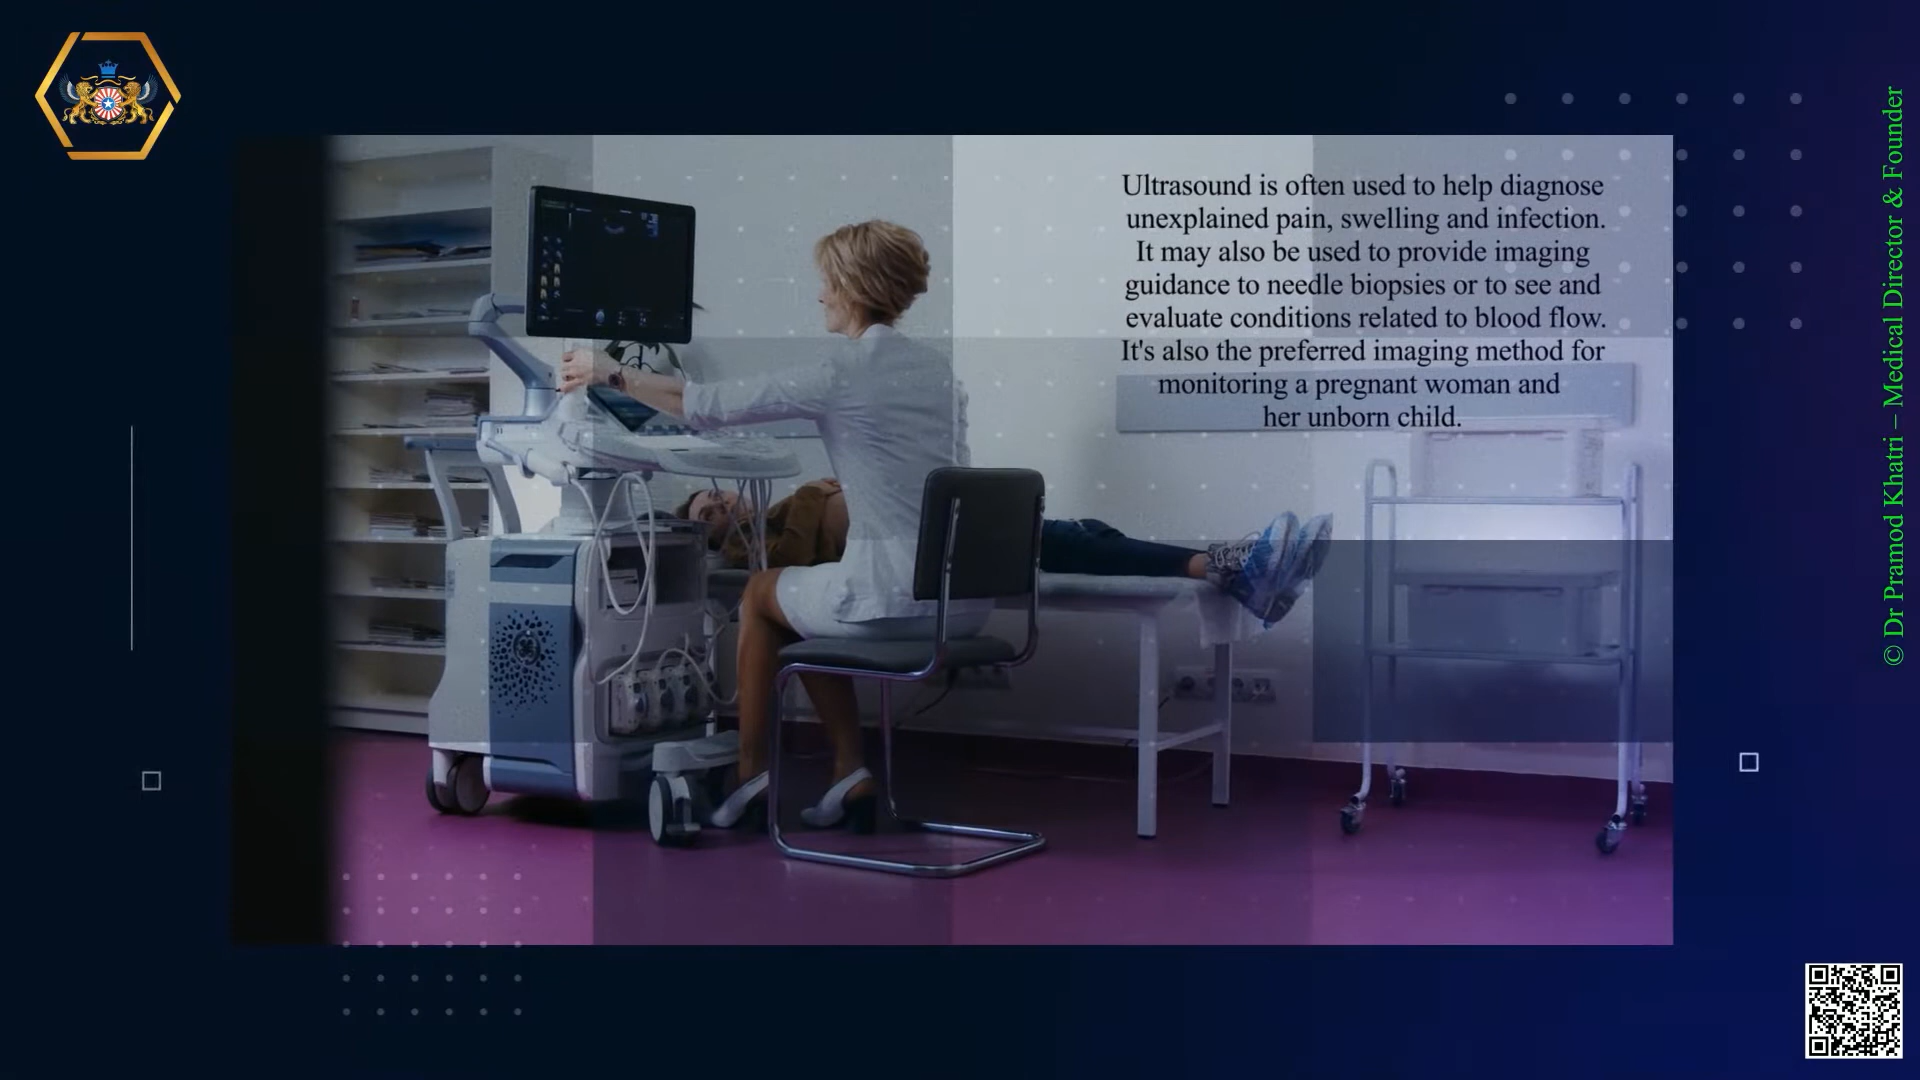 Ultrasound is often used to help diagnose
unexplained pain, swelling and infection.
It may also be used to provide imaging
guidance to needle biopsies or to see and
evaluate conditions related to blood flow.
It's also the preferred imaging method for
monitoring a pregnant woman and
her unborn child.
© Dr Pramod Khatri – Medical Director & Founder